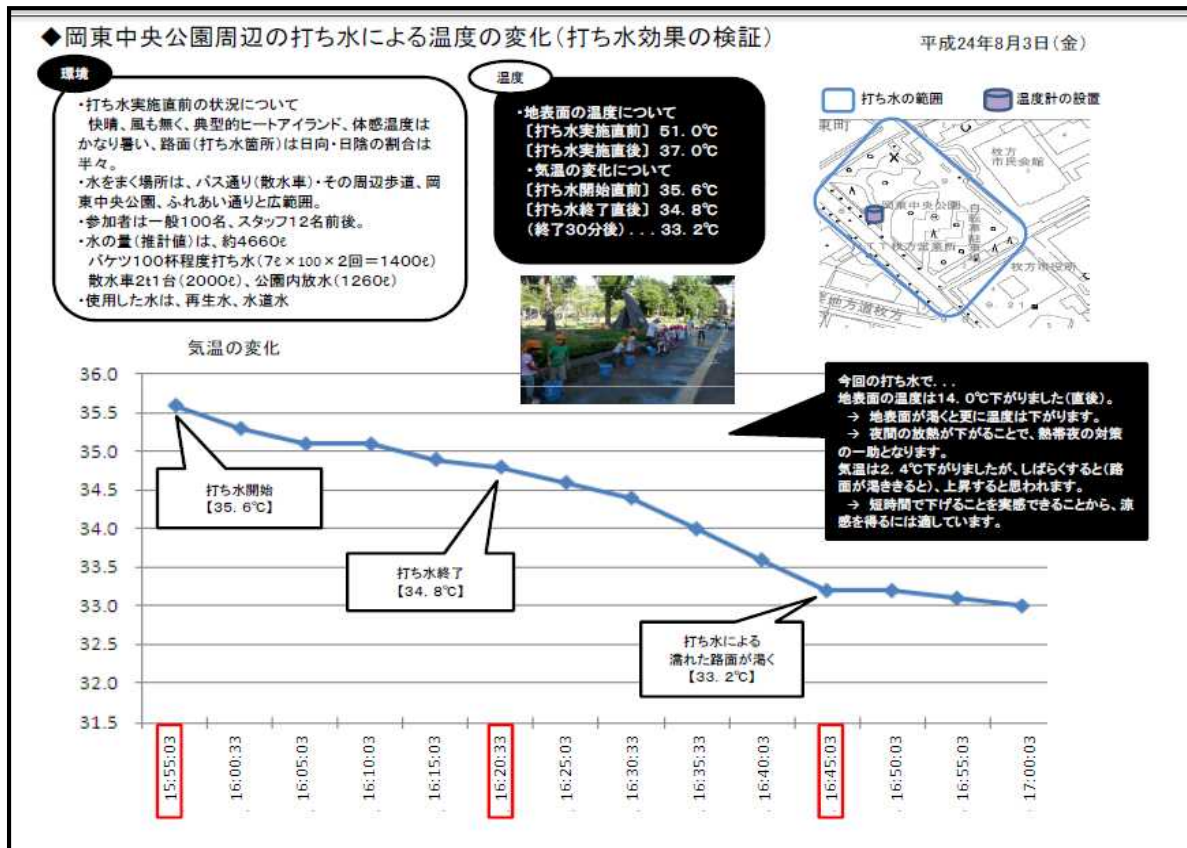 ◆岡東中央公園周辺の打ち水による温度の変化(打ち水効果の検証)
平成24年8月3日(金)
環境
・打ち水実施直前の状況について
快晴、風も無く、典型的ヒートアイランド、体感温度は
かなり暑い、路面(打ち水箇所)は日向・日陰の割合は
半々。
・水をまく場所は、バス通り(散水車)・その周辺歩道、岡
東中央公園、ふれあい通りと広範囲。
・参加者は一般100名、スタッフ12名前後。
・水の量(推計値)は、約4660ℓ
バケツ100杯程度打ち水(7ℓ×100×2回=1400ℓ)
散水車2t1台(2000ℓ)、公園内放水(1260ℓ)
・使用した水は、再生水、水道水
温度
・地表面の温度について
[打ち水実施直前] 51.0℃
[打ち水実施直後] 37.0℃
・気温の変化について
[打ち水開始直前] 35.6℃
[打ち水終了直後] 34.8℃
(終了30分後)...33.2℃
打ち水の範囲
温度計の設置
東町
枚方
市民会館
岡東中央公園
自転車駐車場
NTT枚方営業所
枚方市役所
地方道枚方
気温の変化
36.0
35.5
35.0
34.5
34.0
33.5
33.0
32.5
32.0
31.5
打ち水開始
【35.6℃】
打ち水終了
【34.8℃】
打ち水による
濡れた路面が渇く
【33.2℃】
今回の打ち水で...
地表面の温度は14.0℃下がりました(直後)。
→ 地表面が渇くと更に温度は下がります。
→ 夜間の放熱が下がることで、熱帯夜の対策
の一助となります。
気温は2.4℃下がりましたが、しばらくすると(路
面が渇ききると)、上昇すると思われます。
→ 短時間で下げることを実感できることから、涼
感を得るには適しています。
15:55:03
16:00:33
16:05:03
16:10:03
16:15:03
16:20:33
16:25:03
16:30:33
16:35:33
16:40:03
16:45:03
16:50:03
16:55:03
17:00:03